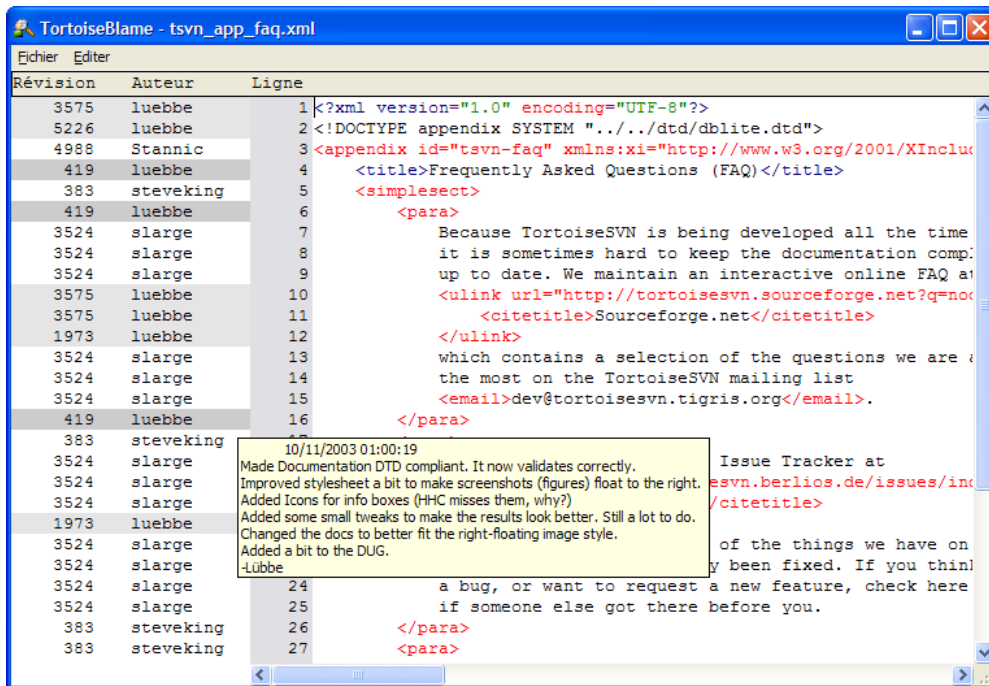 TortoiseBlame - tsvn_app_faq.xml
Fichier Editer
Révision Auteur Ligne
3575 luebbe 1 <?xml version="1.0" encoding="UTF-8"?>
5226 luebbe 2 <!DOCTYPE appendix SYSTEM "../../dtd/dblite.dtd">
4988 Stannic 3 <appendix id="tsvn-faq" xmlns:xi="http://www.w3.org/2001/XInclu
419 luebbe 4 <title>Frequently Asked Questions (FAQ)</title>
383 steveking 5 <simplesect>
419 luebbe 6 <para>
3524 slarge 7 Because TortoiseSVN is being developed all the time
3524 slarge 8 it is sometimes hard to keep the documentation compl
3524 slarge 9 up to date. We maintain an interactive online FAQ at
3575 luebbe 10 <ulink url="http://tortoisesvn.sourceforge.net?q=no
3575 luebbe 11 <citetitle>Sourceforge.net</citetitle>
1973 luebbe 12 </ulink>
3524 slarge 13 which contains a selection of the questions we are a
3524 slarge 14 the most on the TortoiseSVN mailing list
3524 slarge 15 <email>dev@tortoisesvn.tigris.org</email>.
419 luebbe 16 </para>
383 steveking
3524 slarge Issue Tracker at
3524 slarge esvn.berlios.de/issues/in
3524 slarge /citetitle>
1973 luebbe
3524 slarge of the things we have on
3524 slarge y been fixed. If you thin
3524 slarge 24 a bug, or want to request a new feature, check here
3524 slarge 25 if someone else got there before you.
383 steveking 26 </para>
383 steveking 27 <para>
10/11/2003 01:00:19
Made Documentation DTD compliant. It now validates correctly.
Improved stylesheet a bit to make screenshots (figures) float to the right.
Added Icons for info boxes (HHC misses them, why?)
Added some small tweaks to make the results look better. Still a lot to do.
Changed the docs to better fit the right-floating image style.
Added a bit to the DUG.
-Lübbe